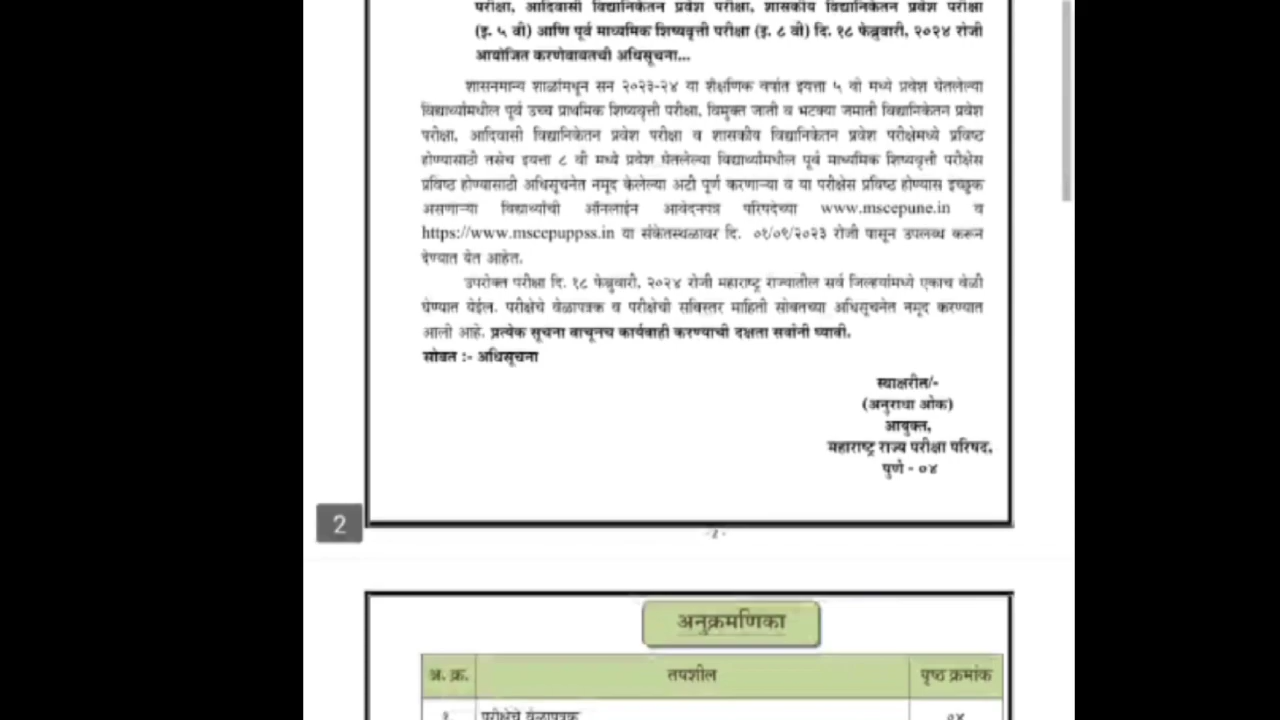 परीक्षा, आदिवासी विद्यानिकेतन प्रवेश परीक्षा, शासकीय विद्यानिकेतन प्रवेश परीक्षा
(इ. ५ वी) आणि पूर्व माध्यमिक शिष्यवृत्ती परीक्षा (इ. ८ वी) दि. १८ फेब्रुवारी, २०२४ रोजी
आयोजित करणेबाबतची अधिसूचना...
शासनमान्य शाळांमधून सन २०२३-२४ या शैक्षणिक वर्षात इयत्ता ५ वी मध्ये प्रवेश घेतलेल्या
विद्यार्थ्यांमधील पूर्व उच्च प्राथमिक शिष्यवृत्ती परीक्षा, विमुक्त जाती व भटक्या जमाती विद्यानिकेतन प्रवेश
परीक्षा, आदिवासी विद्यानिकेतन प्रवेश परीक्षा व शासकीय विद्यानिकेतन प्रवेश परीक्षेमध्ये प्रविष्ठ
होण्यासाठी तसेच इयत्ता ८ वी मध्ये प्रवेश घेतलेल्या विद्यार्थ्यांमधील पूर्व माध्यमिक शिष्यवृत्ती परीक्षेस
प्रविष्ठ होण्यासाठी अधिसूचनेत नमूद केलेल्या अटी पूर्ण करणाऱ्या व या परीक्षेस प्रविष्ठ होण्यास इच्छुक
असणाऱ्या विद्यार्थ्यांची ऑनलाईन आवेदनपत्र परिषदेच्या www.mscepune.in व
https://www.mscepuppss.in या संकेतस्थळावर दि. ०१/०९/२०२३ रोजी पासून उपलब्ध करून
देण्यात येत आहेत.
उपरोक्त परीक्षा दि. १८ फेब्रुवारी, २०२४ रोजी महाराष्ट्र राज्यातील सर्व जिल्हयांमध्ये एकाच वेळी
घेण्यात येईल. परीक्षेचे वेळापत्रक व परीक्षेची सविस्तर माहिती सोबतच्या अधिसूचनेत नमूद करण्यात
आली आहे. प्रत्येक सूचना वाचूनच कार्यवाही करण्याची दक्षता सर्वांनी घ्यावी.
सोबत :- अधिसूचना
स्वाक्षरीत/-
(अनुराधा ओक)
आयुक्त,
महाराष्ट्र राज्य परीक्षा परिषद,
पुणे - ०४
2
अनुक्रमणिका
अ. क्र. तपशील पृष्ठ क्रमांक
१. परीक्षेचे वेळापत्रक ०४